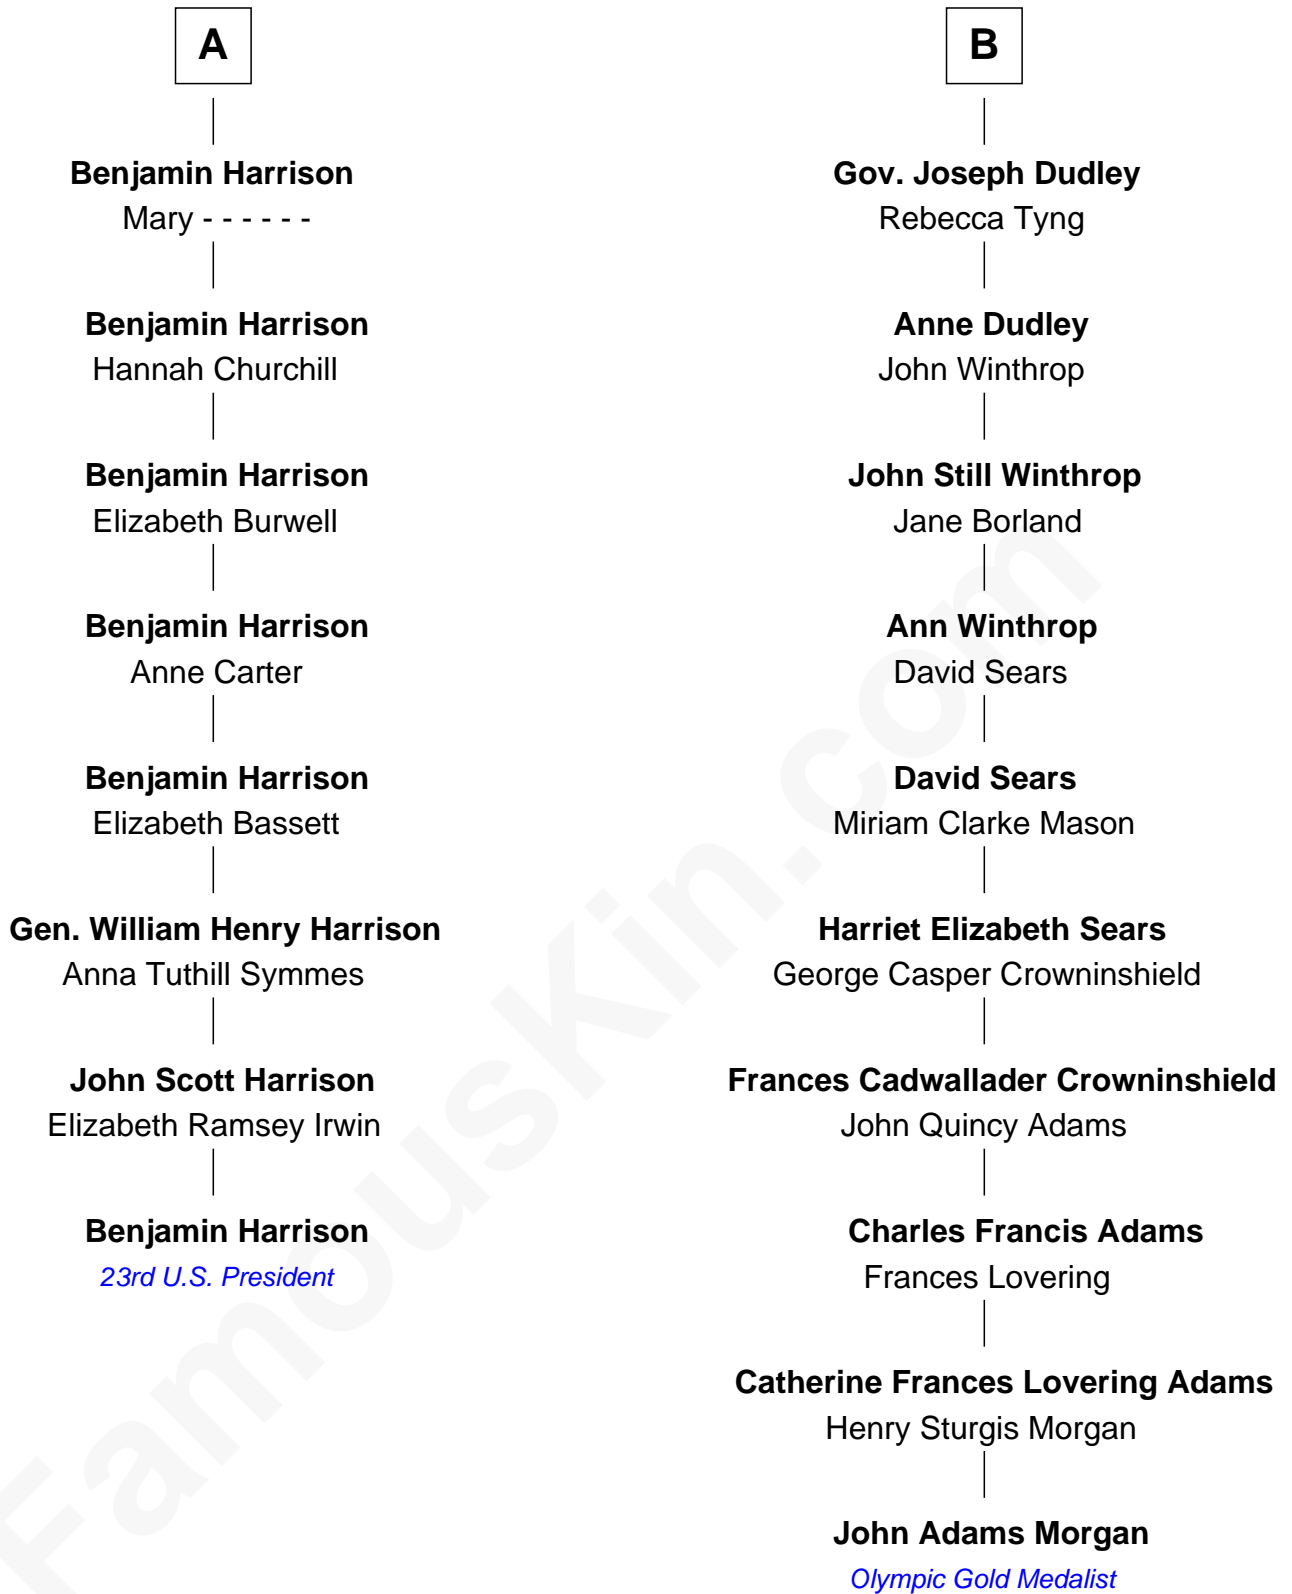 A
Benjamin Harrison
Mary - - - - - -
Benjamin Harrison
Hannah Churchill
Benjamin Harrison
Elizabeth Burwell
Benjamin Harrison
Anne Carter
Benjamin Harrison
Elizabeth Bassett
Gen. William Henry Harrison
Anna Tuthill Symmes
John Scott Harrison
Elizabeth Ramsey Irwin
Benjamin Harrison
23rd U.S. President
B
Gov. Joseph Dudley
Rebecca Tyng
Anne Dudley
John Winthrop
John Still Winthrop
Jane Borland
Ann Winthrop
David Sears
David Sears
Miriam Clarke Mason
Harriet Elizabeth Sears
George Casper Crowninshield
Frances Cadwallader Crowninshield
John Quincy Adams
Charles Francis Adams
Frances Lovering
Catherine Frances Lovering Adams
Henry Sturgis Morgan
John Adams Morgan
Olympic Gold Medalist
FamousKin.com